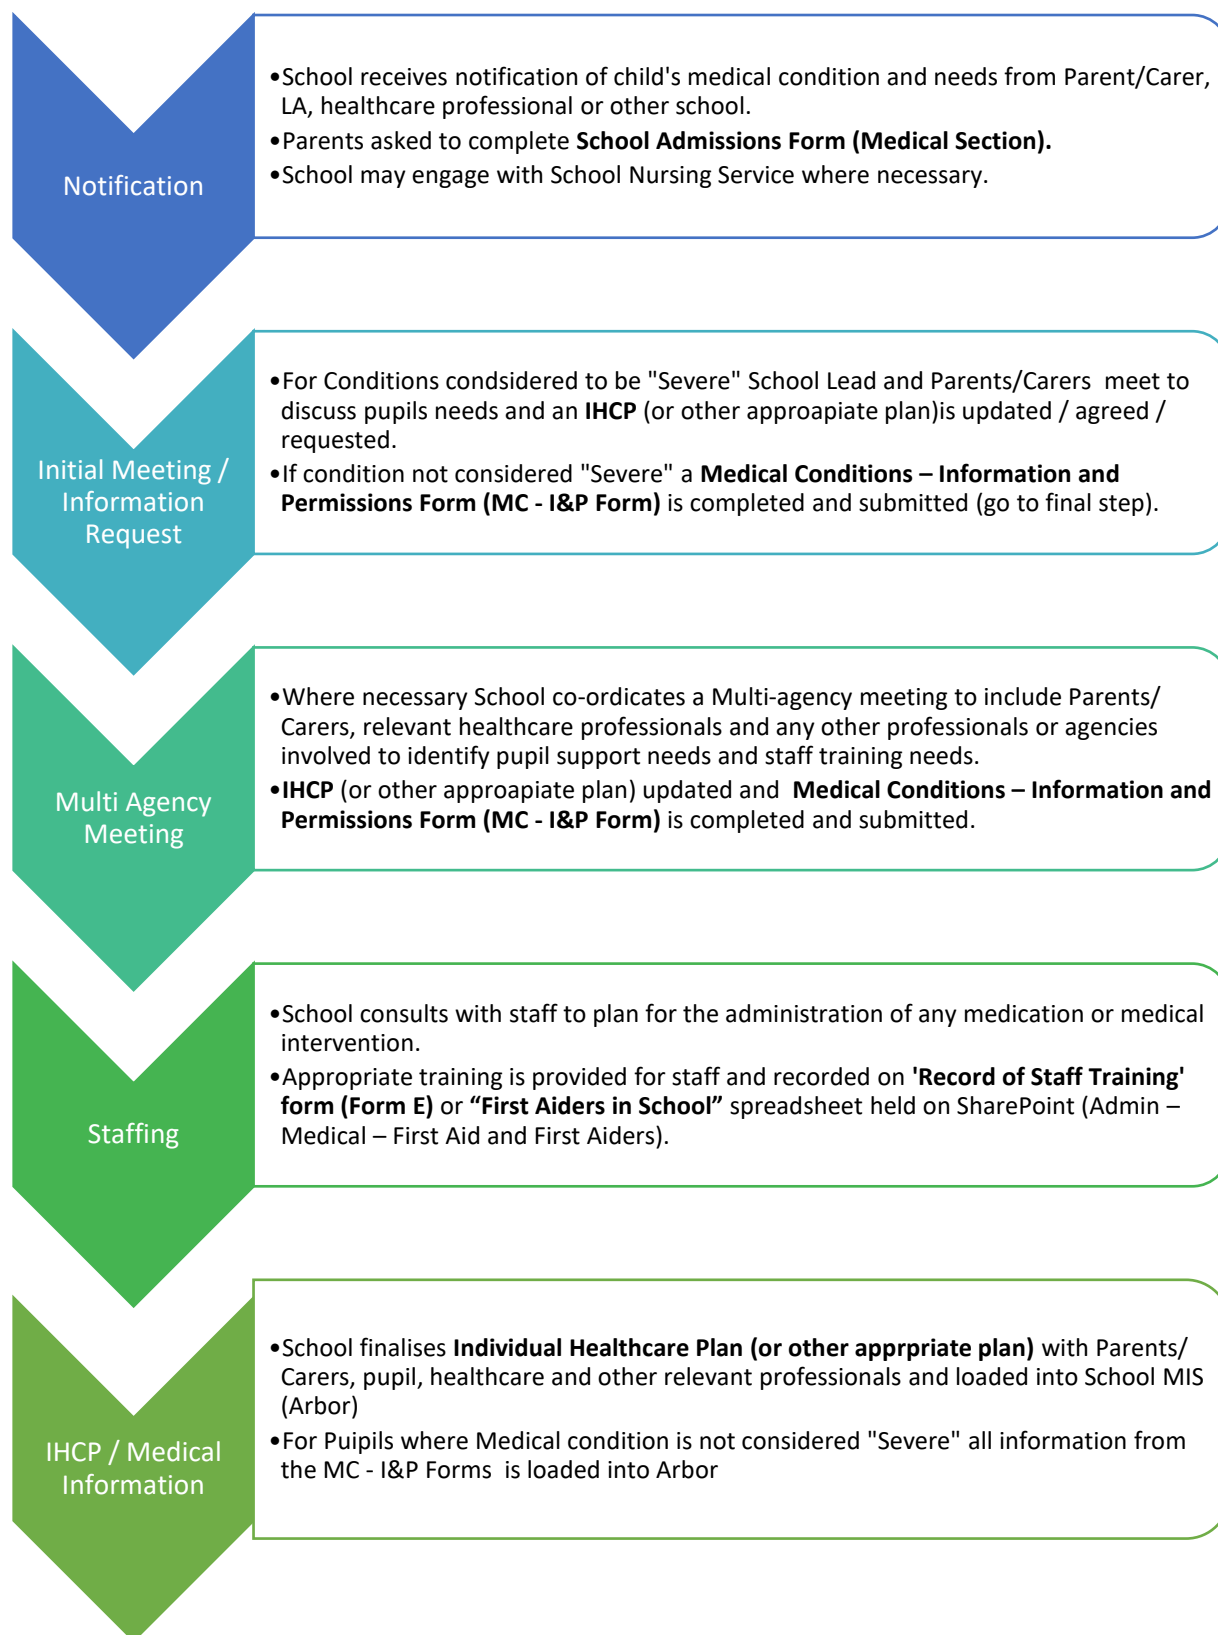 Notification
•School receives notification of child's medical condition and needs from Parent/Carer,
LA, healthcare professional or other school.
•Parents asked to complete School Admissions Form (Medical Section).
•School may engage with School Nursing Service where necessary.
Initial Meeting /
Information
Request
•For Conditions condsidered to be "Severe" School Lead and Parents/Carers  meet to
discuss pupils needs and an IHCP (or other approapiate plan)is updated / agreed /
requested.
•If condition not considered "Severe" a Medical Conditions – Information and
Permissions Form (MC - I&P Form) is completed and submitted (go to final step).
Multi Agency
Meeting
•Where necessary School co-ordicates a Multi-agency meeting to include Parents/
Carers, relevant healthcare professionals and any other professionals or agencies
involved to identify pupil support needs and staff training needs.
•IHCP (or other approapiate plan) updated and  Medical Conditions – Information and
Permissions Form (MC - I&P Form) is completed and submitted.
Staffing
•School consults with staff to plan for the administration of any medication or medical
intervention.
•Appropriate training is provided for staff and recorded on 'Record of Staff Training'
form (Form E) or “First Aiders in School” spreadsheet held on SharePoint (Admin –
Medical – First Aid and First Aiders).
IHCP / Medical
Information
•School finalises Individual Healthcare Plan (or other apprpriate plan) with Parents/
Carers, pupil, healthcare and other relevant professionals and loaded into School MIS
(Arbor)
•For Puipils where Medical condition is not considered "Severe" all information from
the MC - I&P Forms  is loaded into Arbor